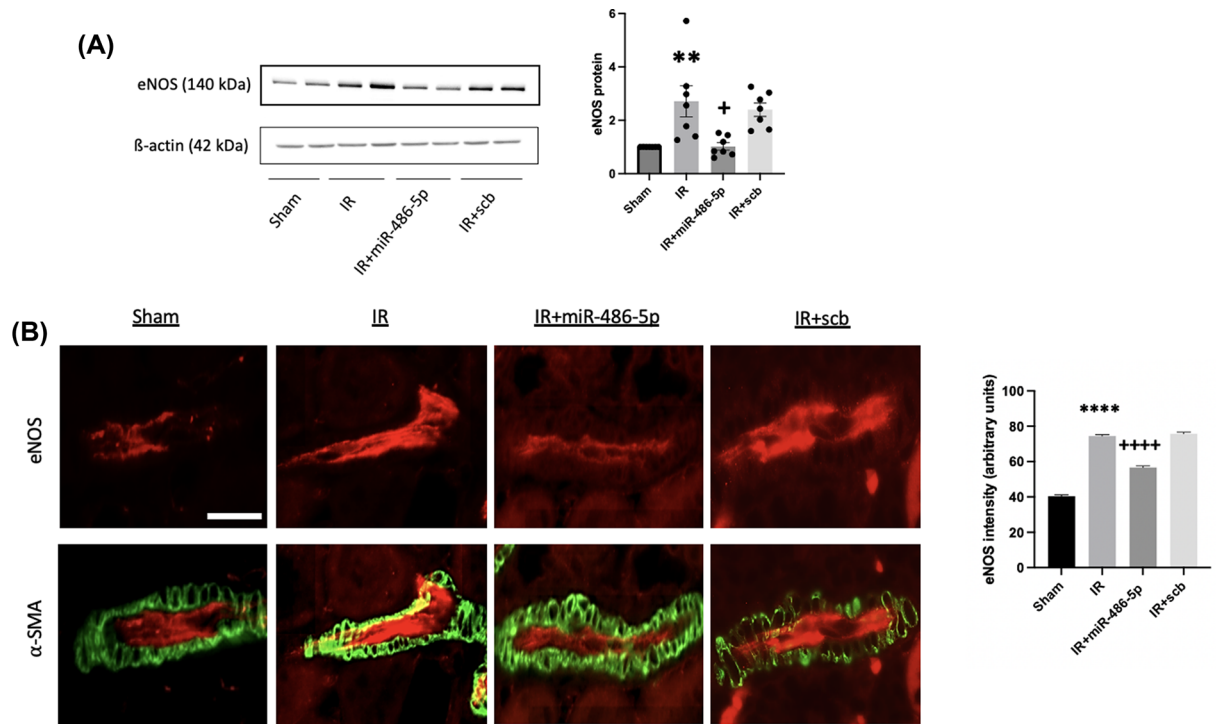 (A)
eNOS (140 kDa)
ß-actin (42 kDa)
Sham
IR
IR+miR-486-5p
IR+scb
eNOS protein
6
4
2
0
**
+
Sham
IR
IR+miR-486-5p
IR+scb
(B)
Sham
IR
IR+miR-486-5p
IR+scb
eNOS
α-SMA
eNOS intensity (arbitrary units)
100
80
60
40
20
0
****
++++
Sham
IR
IR+miR-486-5p
IR+scb